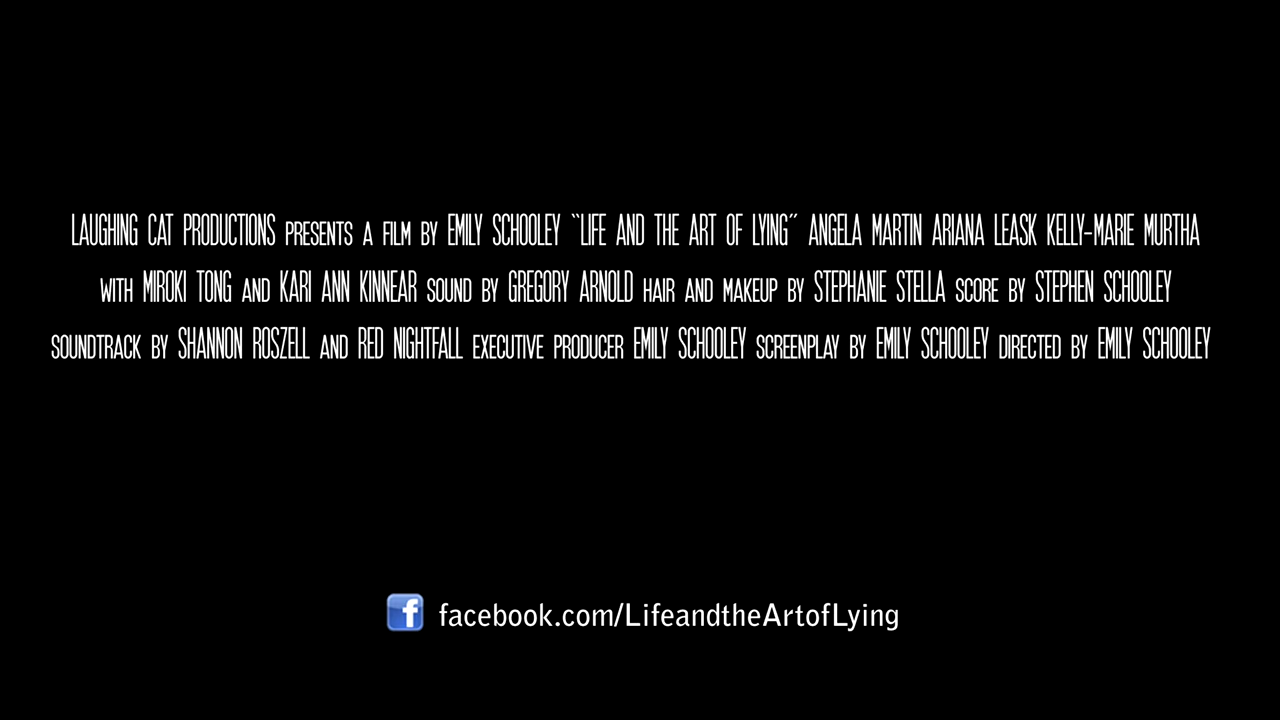 LAUGHING CAT PRODUCTIONS PRESENTS A FILM BY EMILY SCHOOLEY "LIFE AND THE ART OF LYING" ANGELA MARTIN ARIANA LEASK KELLY-MARIE MURTHA
WITH MIROKI TONG AND KARI ANN KINNEAR SOUND BY GREGORY ARNOLD HAIR AND MAKEUP BY STEPHANIE STELLA SCORE BY STEPHEN SCHOOLEY
SOUNDTRACK BY SHANNON ROSZELL AND RED NIGHTFALL EXECUTIVE PRODUCER EMILY SCHOOLEY SCREENPLAY BY EMILY SCHOOLEY DIRECTED BY EMILY SCHOOLEY
f facebook.com/LifeandtheArtofLying